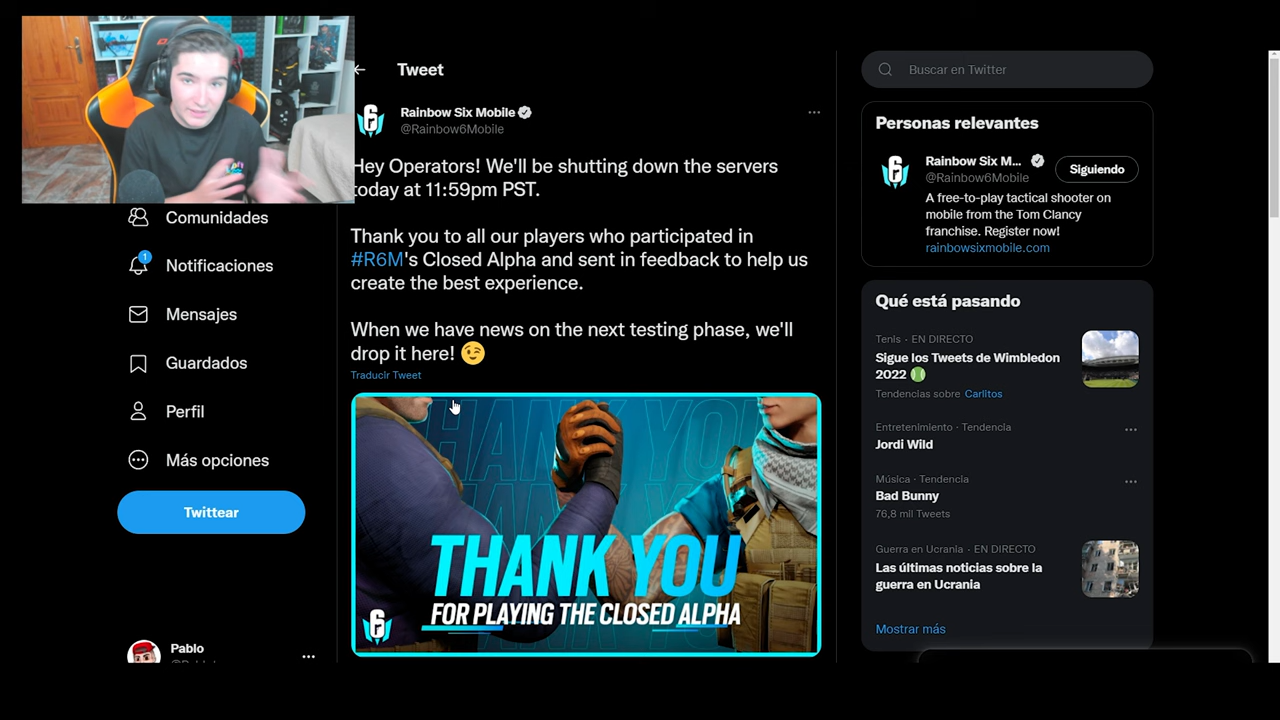 Tweet
Rainbow Six Mobile
@Rainbow6Mobile
Hey Operators! We'll be shutting down the servers
today at 11:59pm PST.
Thank you to all our players who participated in
#R6M's Closed Alpha and sent in feedback to help us
create the best experience.
When we have news on the next testing phase, we'll
drop it here! 😉
Traducir Tweet
THANK YOU
FOR PLAYING THE CLOSED ALPHA
Comunidades
1
Notificaciones
Mensajes
Guardados
Perfil
Más opciones
Twittear
Pablo
Buscar en Twitter
Personas relevantes
Rainbow Six M...
@Rainbow6Mobile
Siguiendo
A free-to-play tactical shooter on
mobile from the Tom Clancy
franchise. Register now!
rainbowsixmobile.com
Qué está pasando
Tenis · EN DIRECTO
Sigue los Tweets de Wimbledon
2022
Tendencias sobre Carlitos
Entretenimiento · Tendencia
Jordi Wild
Música · Tendencia
Bad Bunny
76,8 mil Tweets
Guerra en Ucrania · EN DIRECTO
Las últimas noticias sobre la
guerra en Ucrania
Mostrar más